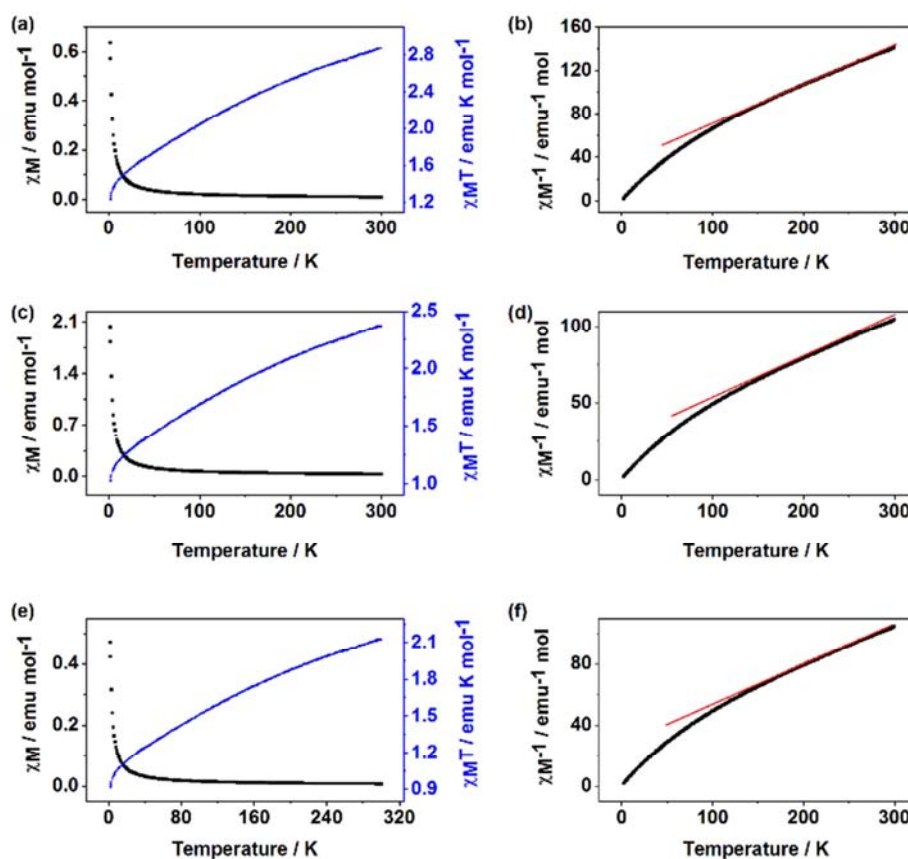 (a)
χM / emu mol-1
0.6
0.4
0.2
0.0
2.8
2.4
2.0
1.6
1.2
χMT / emu K mol-1
0 100 200 300
Temperature / K
(b)
χM-1 / emu-1 mol
160
120
80
40
0
0 100 200 300
Temperature / K
(c)
χM / emu mol-1
2.1
1.4
0.7
0.0
2.5
2.0
1.5
1.0
χMT / emu K mol-1
0 100 200 300
Temperature / K
(d)
χM-1 / emu-1 mol
100
50
0
0 100 200 300
Temperature / K
(e)
χM / emu mol-1
0.4
0.2
0.0
2.1
1.8
1.5
1.2
0.9
χMT / emu K mol-1
0 80 160 240 320
Temperature / K
(f)
χM-1 / emu-1 mol
80
40
0
0 100 200 300
Temperature / K